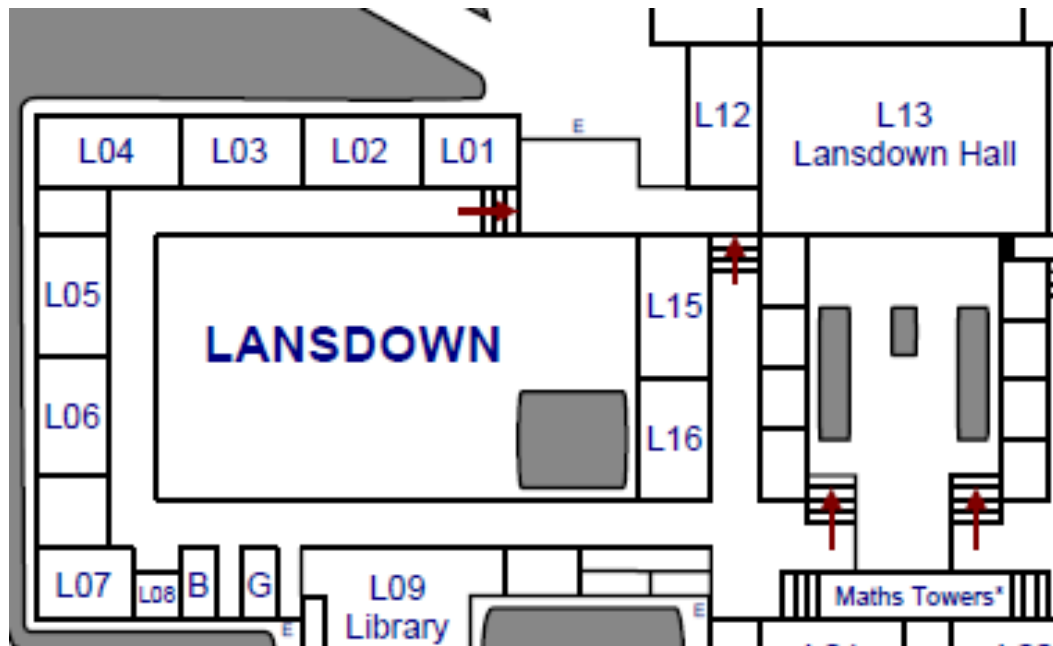 E
L12
L13
Lansdown Hall
L04
L03
L02
L01
L05
L15
LANSDOWN
L06
L16
L07
L08
B
G
L09
Library
Maths Towers*
E
E